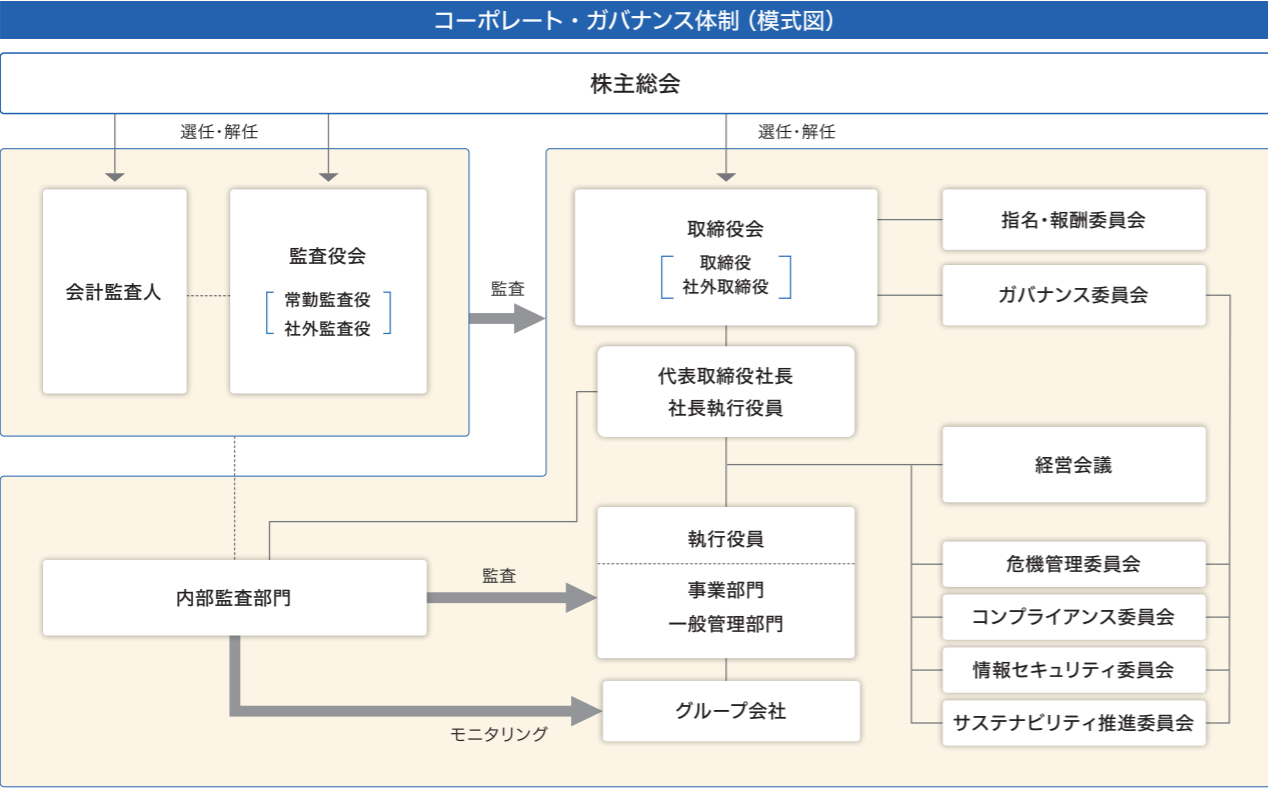 コーポレート・ガバナンス体制（模式図）
株主総会
選任・解任
選任・解任
会計監査人
監査役会
常勤監査役
社外監査役
監査
取締役会
取締役
社外取締役
指名・報酬委員会
ガバナンス委員会
代表取締役社長
社長執行役員
経営会議
執行役員
事業部門
一般管理部門
危機管理委員会
コンプライアンス委員会
情報セキュリティ委員会
サステナビリティ推進委員会
内部監査部門
監査
モニタリング
グループ会社